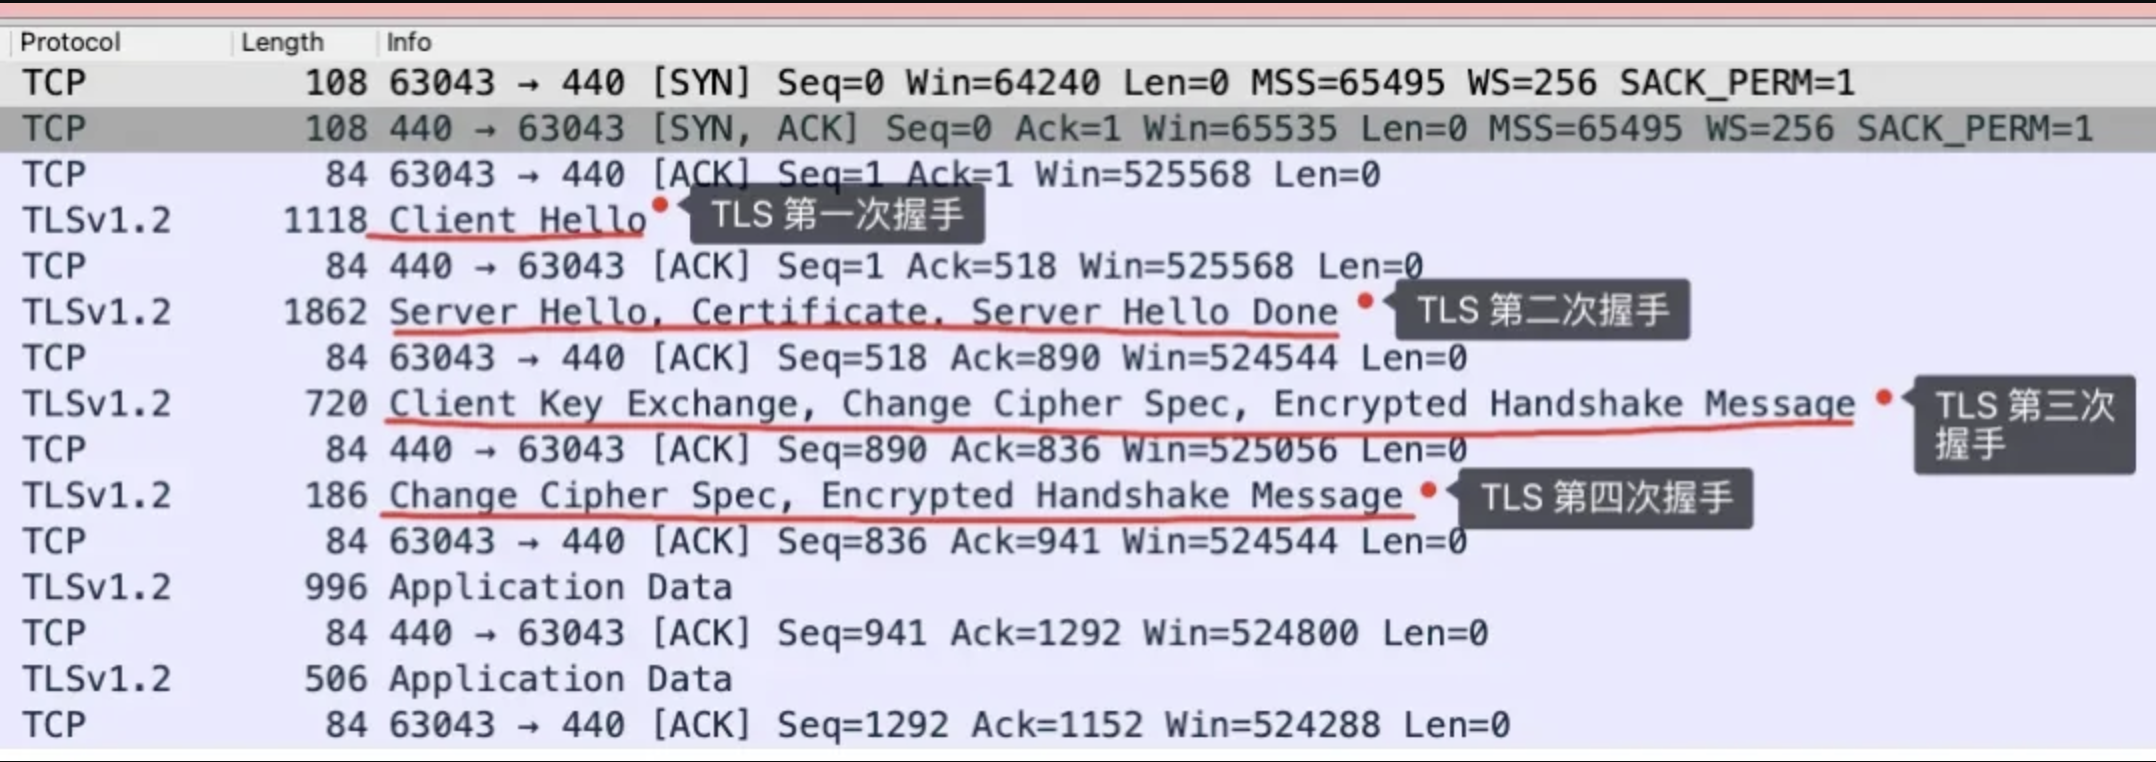 Protocol Length Info
TCP 108 63043 → 440 [SYN] Seq=0 Win=64240 Len=0 MSS=65495 WS=256 SACK_PERM=1
TCP 108 440 → 63043 [SYN, ACK] Seq=0 Ack=1 Win=65535 Len=0 MSS=65495 WS=256 SACK_PERM=1
TCP 84 63043 → 440 [ACK] Seq=1 Ack=1 Win=525568 Len=0
TLSv1.2 1118 Client Hello TLS 第一次握手
TCP 84 440 → 63043 [ACK] Seq=1 Ack=518 Win=525568 Len=0
TLSv1.2 1862 Server Hello, Certificate, Server Hello Done TLS 第二次握手
TCP 84 63043 → 440 [ACK] Seq=518 Ack=890 Win=524544 Len=0
TLSv1.2 720 Client Key Exchange, Change Cipher Spec, Encrypted Handshake Message TLS 第三次
握手
TCP 84 440 → 63043 [ACK] Seq=890 Ack=836 Win=525056 Len=0
TLSv1.2 186 Change Cipher Spec, Encrypted Handshake Message TLS 第四次握手
TCP 84 63043 → 440 [ACK] Seq=836 Ack=941 Win=524544 Len=0
TLSv1.2 996 Application Data
TCP 84 440 → 63043 [ACK] Seq=941 Ack=1292 Win=524800 Len=0
TLSv1.2 506 Application Data
TCP 84 63043 → 440 [ACK] Seq=1292 Ack=1152 Win=524288 Len=0